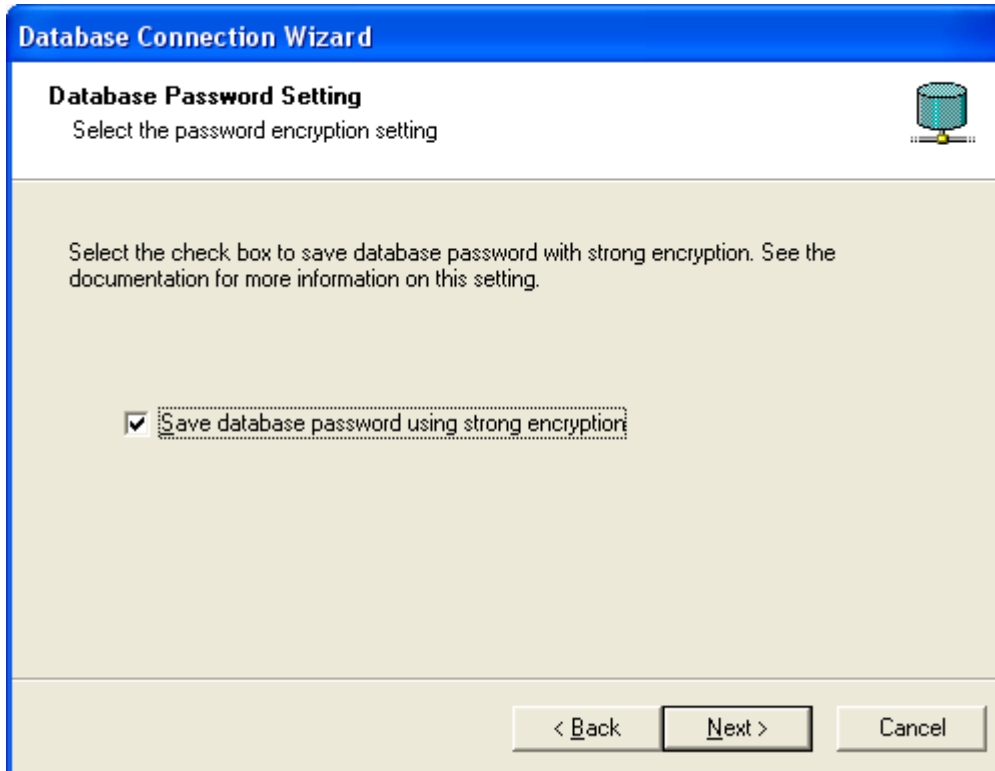 Database Connection Wizard
Database Password Setting
Select the password encryption setting
Select the check box to save database password with strong encryption. See the
documentation for more information on this setting.
Save database password using strong encryption
< Back Next > Cancel